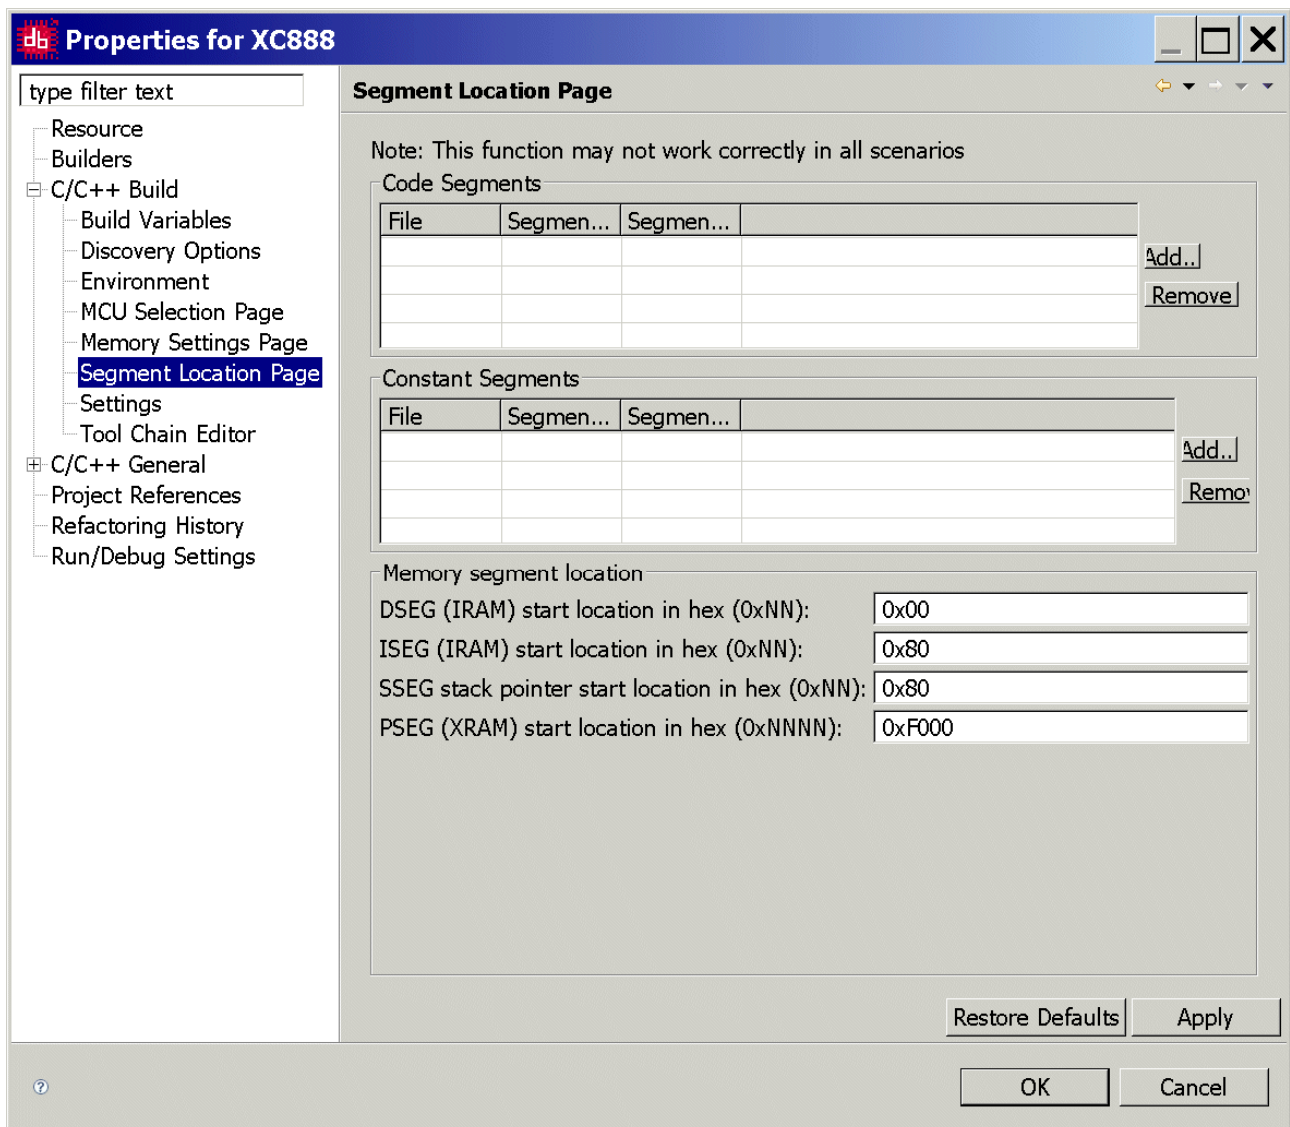 db Properties for XC888
type filter text
Resource
Builders
C/C++ Build
Build Variables
Discovery Options
Environment
MCU Selection Page
Memory Settings Page
Segment Location Page
Settings
Tool Chain Editor
C/C++ General
Project References
Refactoring History
Run/Debug Settings
Segment Location Page
Note: This function may not work correctly in all scenarios
Code Segments
File Segmen... Segmen...
Add..
Remove
Constant Segments
File Segmen... Segmen...
Add..
Remov
Memory segment location
DSEG (IRAM) start location in hex (0xNN): 0x00
ISEG (IRAM) start location in hex (0xNN): 0x80
SSEG stack pointer start location in hex (0xNN): 0x80
PSEG (XRAM) start location in hex (0xNNNN): 0xF000
Restore Defaults Apply
? OK Cancel